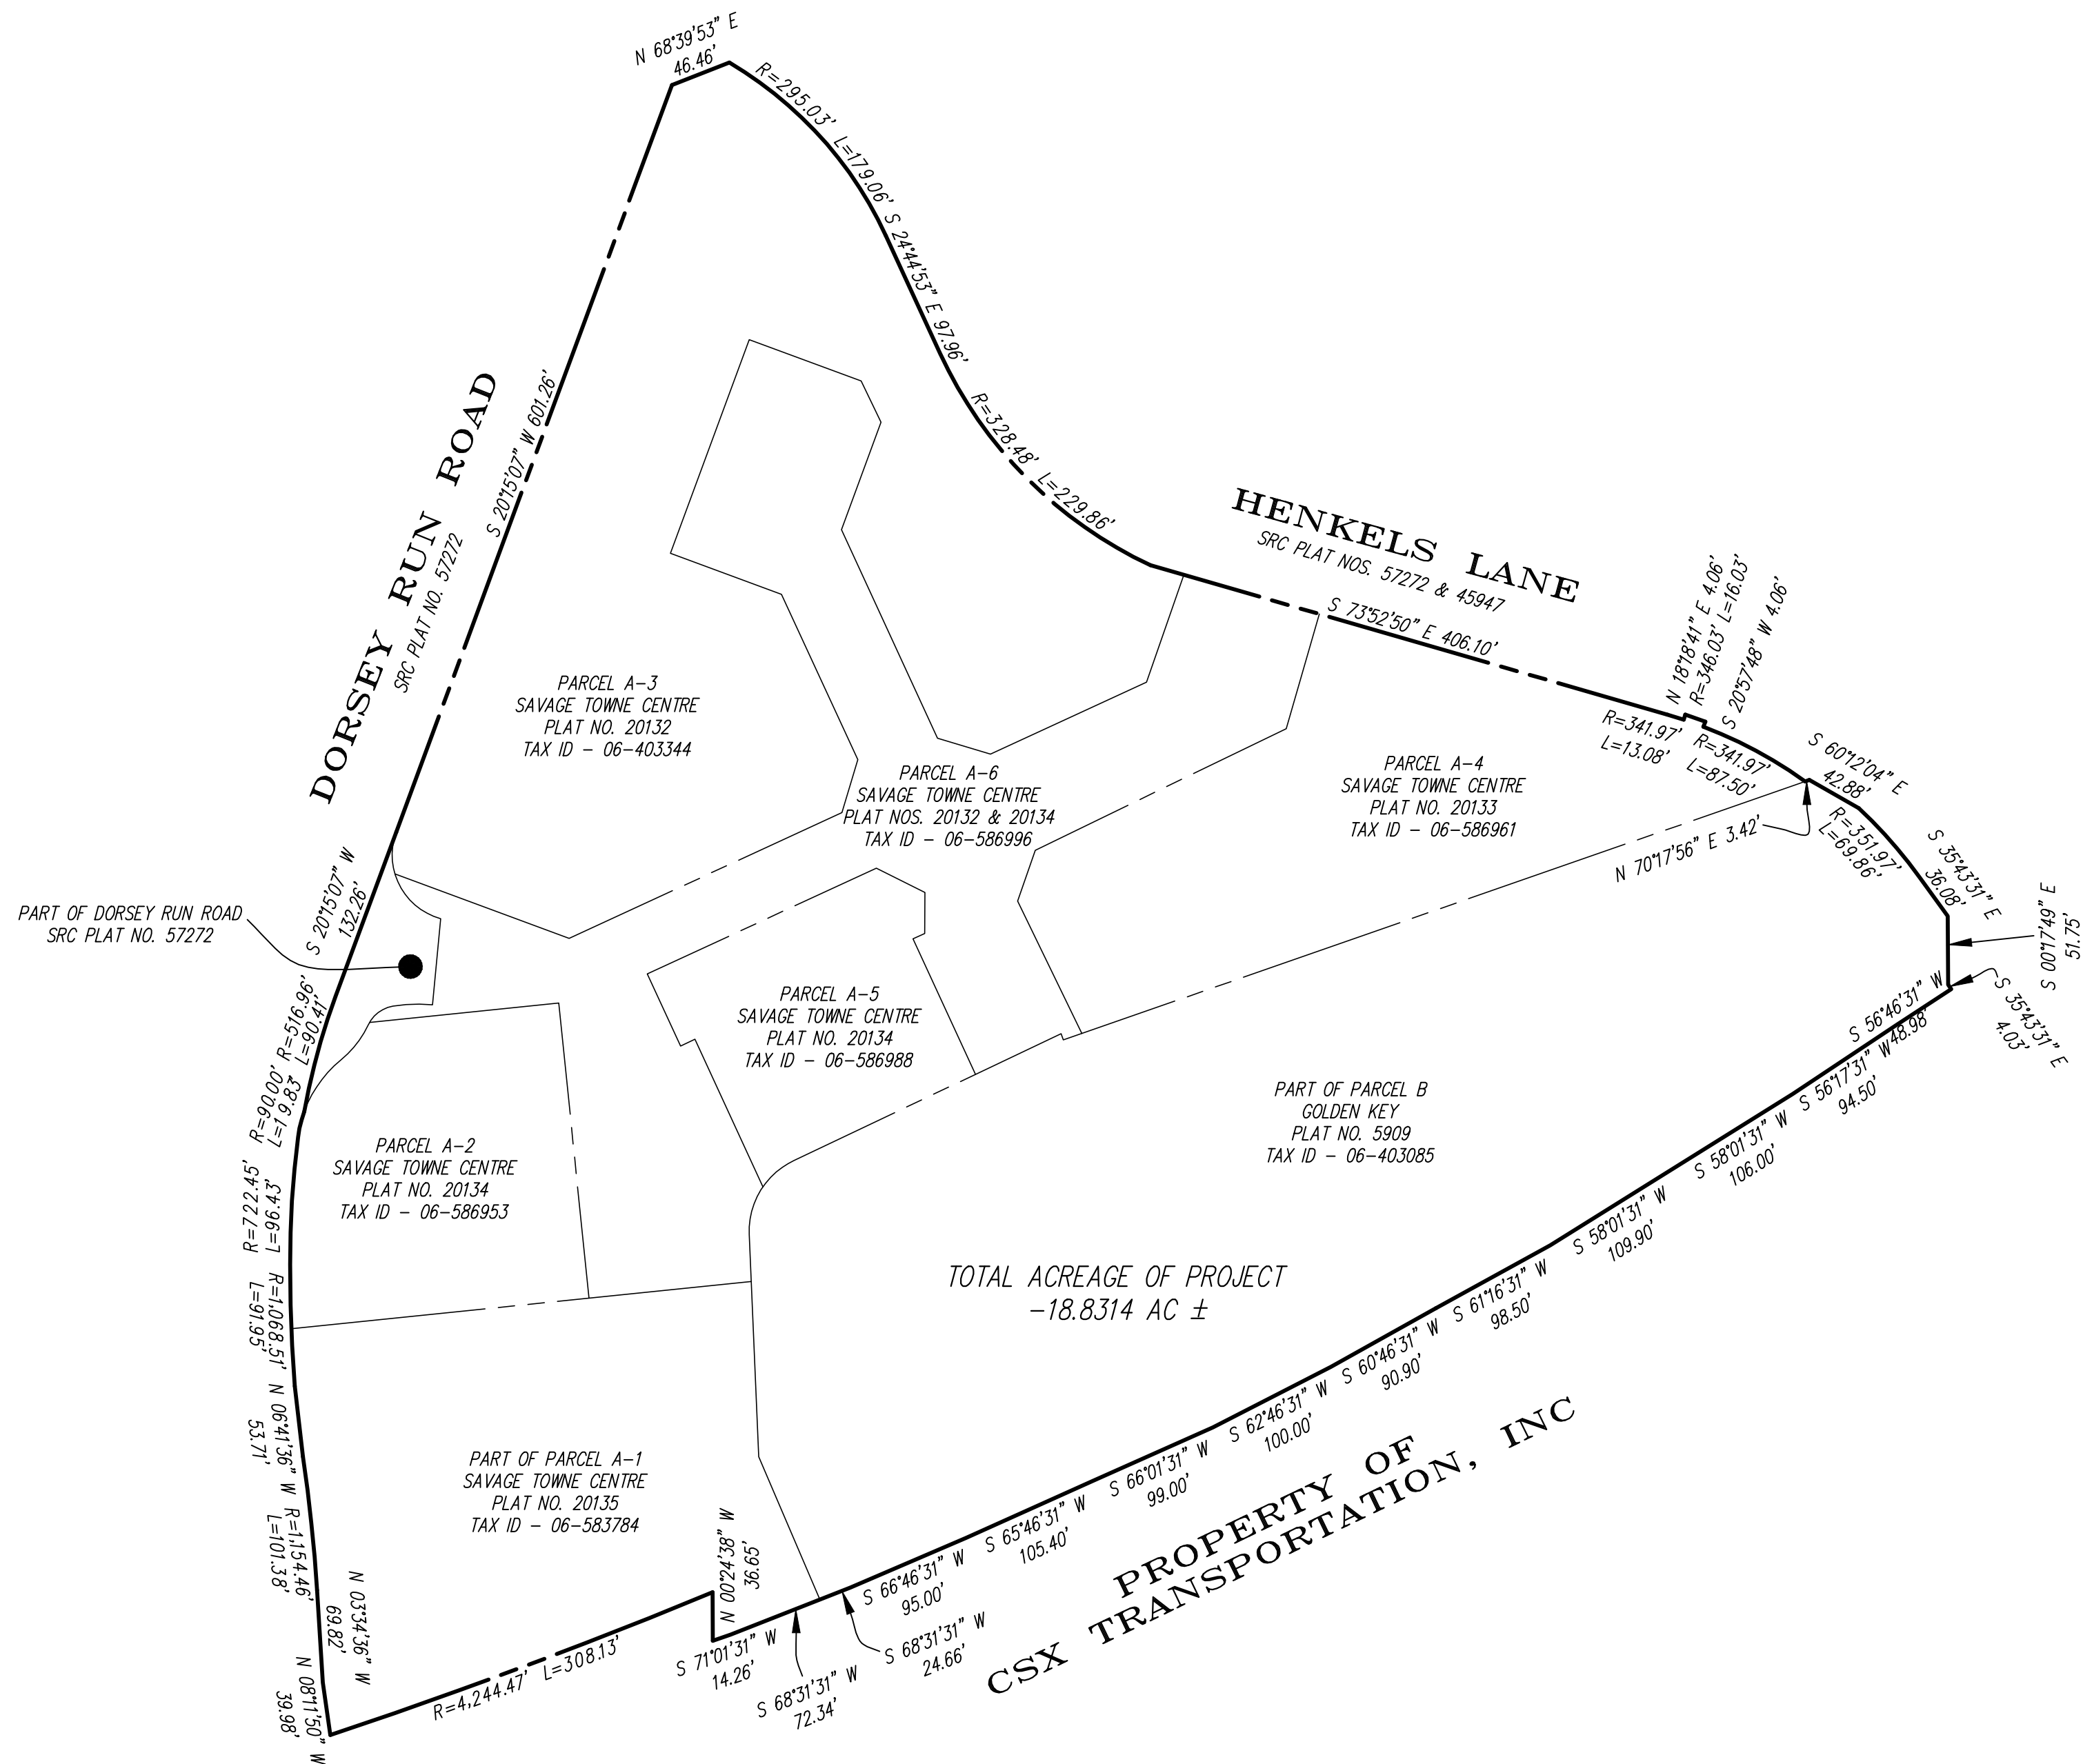 N 68°39'53" E
46.46'
R=295.03' L=179.06'
S 24°44'53" E 97.96'
R=328.48' L=229.86'
HENKELS LANE
SRC PLAT NOS. 57272 & 45947
S 73°52'50" E 406.10'
N 18°18'41" E 4.06'
R=346.03' L=16.03'
S 20°57'48" W 4.06'
R=341.97'
L=13.08'
R=341.97'
L=87.50'
S 60°12'04" E
42.88'
N 70°17'56" E 3.42'
R=351.97'
L=69.86'
S 35°43'31" E
36.08'
S 00°17'49" E
51.75'
S 35°43'31" E
4.03'
S 56°46'31" W
48.98'
S 56°17'31" W
94.50'
S 58°01'31" W
106.00'
S 58°01'31" W
109.90'
S 61°16'31" W
98.50'
S 60°46'31" W
90.90'
S 62°46'31" W
100.00'
S 66°01'31" W
99.00'
S 65°46'31" W
105.40'
S 66°46'31" W
95.00'
S 68°31'31" W
24.66'
S 68°31'31" W
72.34'
S 71°01'31" W
14.26'
N 00°24'38" W
36.65'
R=4,244.47' L=308.13'
N 08°11'50" W
39.98'
N 03°34'36" W
69.82'
R=1,154.46'
L=101.38'
N 06°41'36" W
53.71'
R=1,068.51'
L=91.95'
R=722.45'
L=96.43'
R=90.00'
L=19.83'
R=516.96'
L=90.41'
S 20°15'07" W
132.26'
S 20°15'07" W 601.26'
DORSEY RUN ROAD
SRC PLAT NO. 57272
PART OF DORSEY RUN ROAD
SRC PLAT NO. 57272
PARCEL A-3
SAVAGE TOWNE CENTRE
PLAT NO. 20132
TAX ID - 06-403344
PARCEL A-6
SAVAGE TOWNE CENTRE
PLAT NOS. 20132 & 20134
TAX ID - 06-586996
PARCEL A-4
SAVAGE TOWNE CENTRE
PLAT NO. 20133
TAX ID - 06-586961
PARCEL A-5
SAVAGE TOWNE CENTRE
PLAT NO. 20134
TAX ID - 06-586988
PARCEL A-2
SAVAGE TOWNE CENTRE
PLAT NO. 20134
TAX ID - 06-586953
PART OF PARCEL B
GOLDEN KEY
PLAT NO. 5909
TAX ID - 06-403085
TOTAL ACREAGE OF PROJECT
-18.8314 AC ±
PART OF PARCEL A-1
SAVAGE TOWNE CENTRE
PLAT NO. 20135
TAX ID - 06-583784
PROPERTY OF
CSX TRANSPORTATION, INC